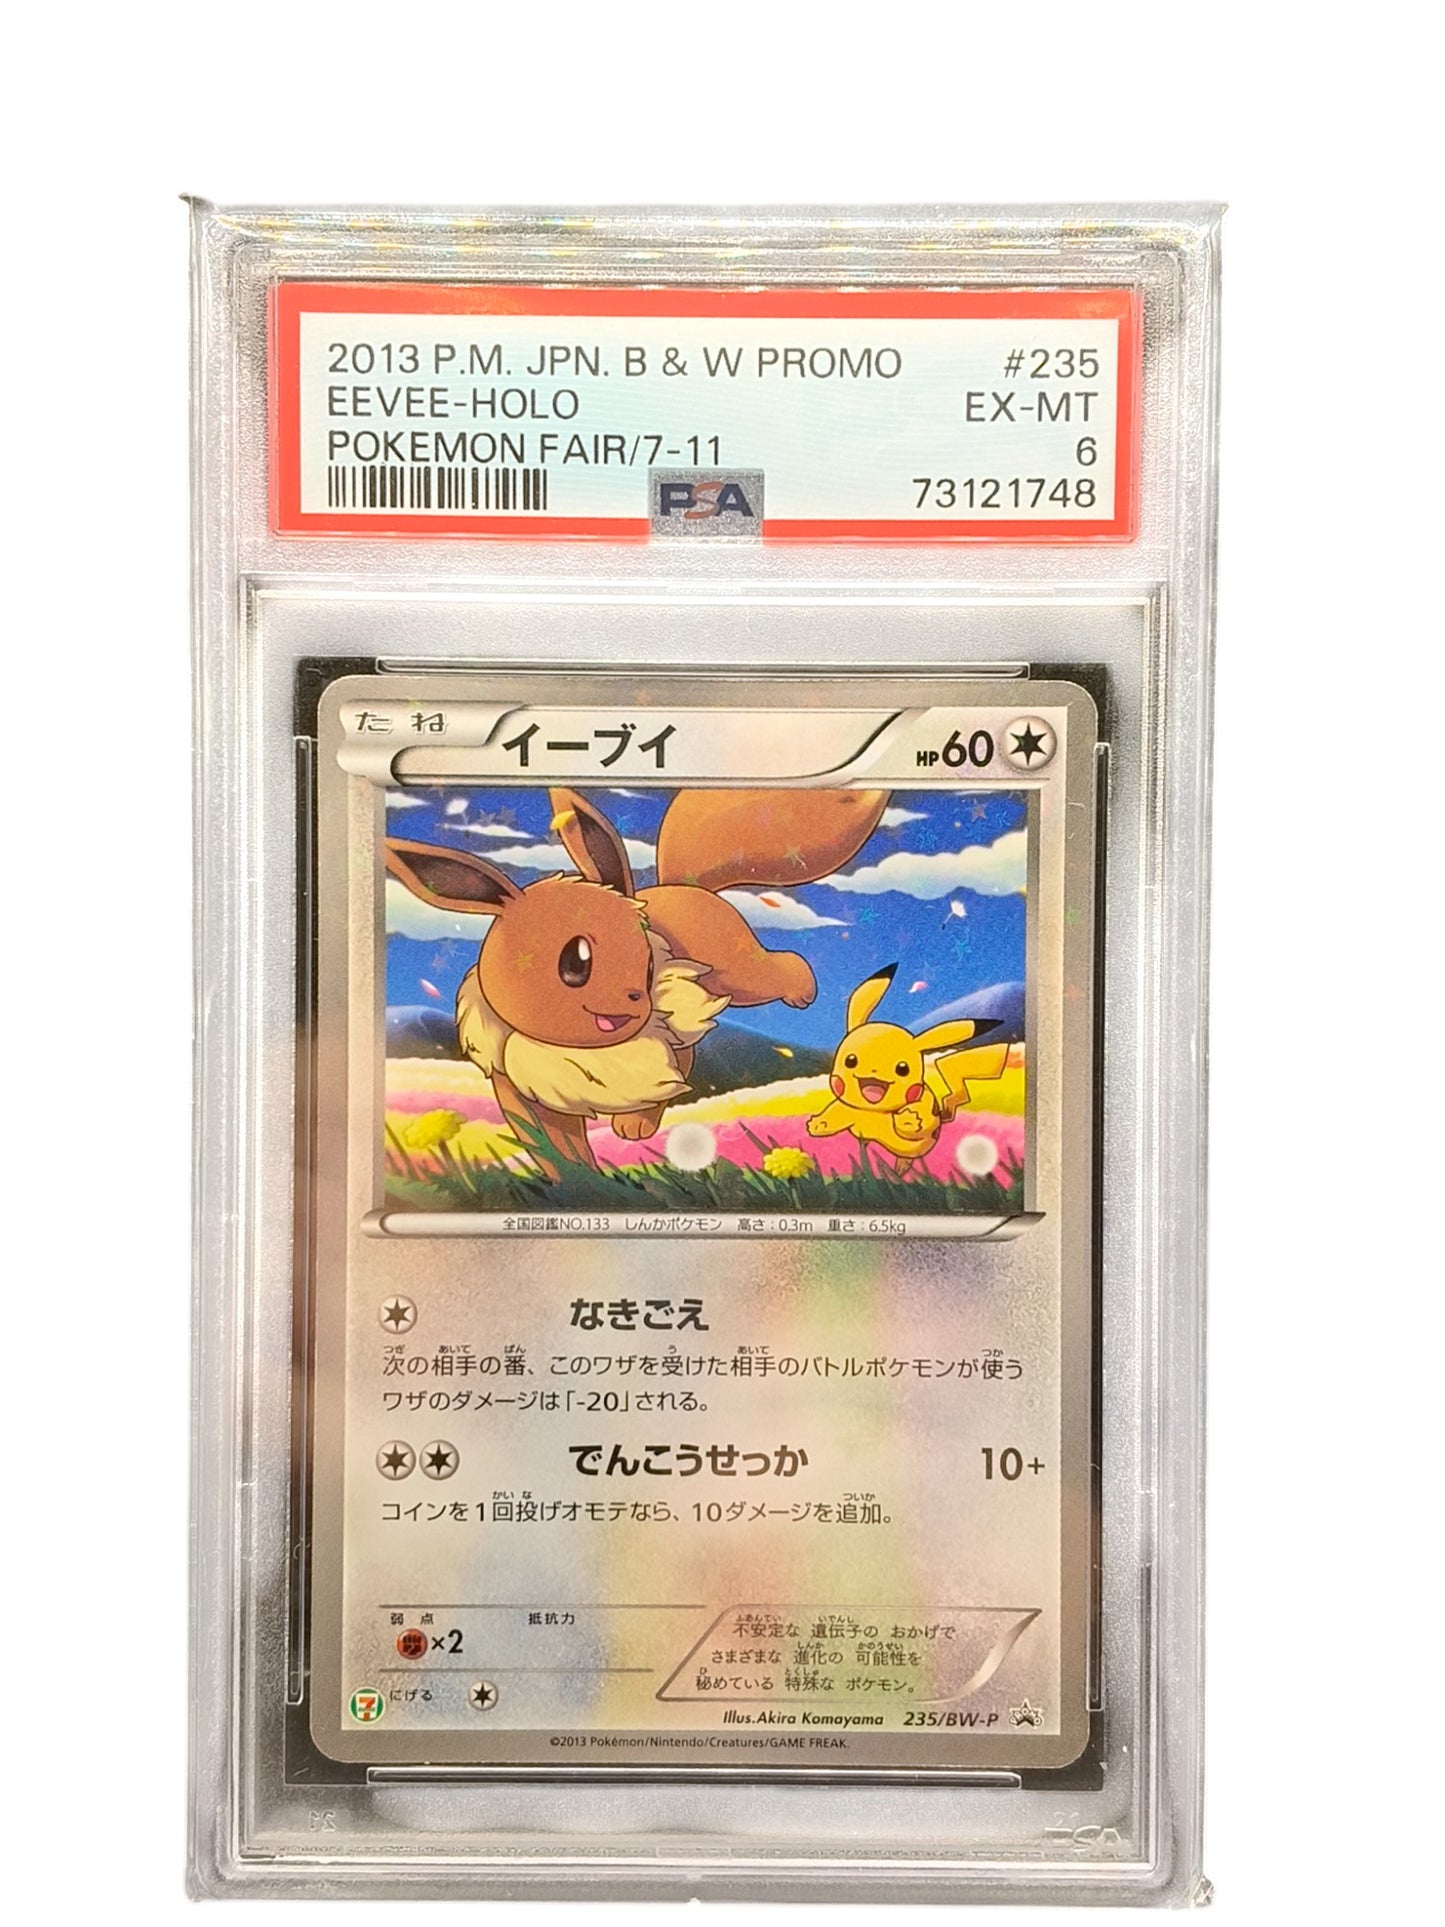 2013 P.M. JPN. B & W PROMO #235
EEVEE-HOLO EX-MT
POKEMON FAIR/7-11 6
PSA 73121748
たね イーブイ HP60
全国図鑑NO.133 しんかポケモン 高さ:0.3m 重さ:6.5kg
なきごえ
次の相手の番、このワザを受けた相手のバトルポケモンが使う
ワザのダメージは「-20」される。
でんこうせっか 10+
コインを1回投げオモテなら、10ダメージを追加。
弱点 抵抗力
×2
にげる
不安定な 遺伝子の おかげで
さまざまな 進化の 可能性を
秘めている 特殊な ポケモン。
7
Illus.Akira Komayama 235/BW-P
©2013 Pokémon/Nintendo/Creatures/GAME FREAK.